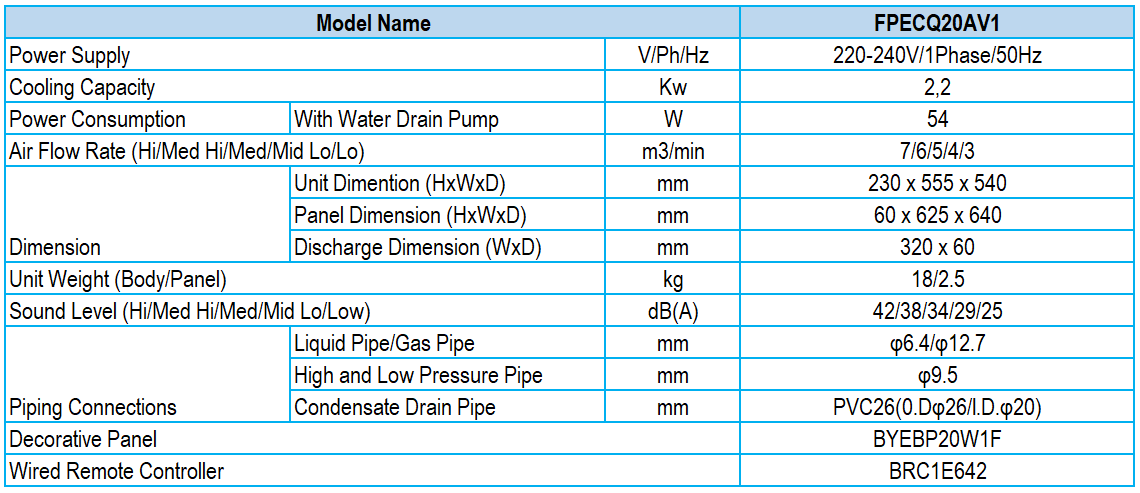 Model Name FPECQ20AV1
Power Supply V/Ph/Hz 220-240V/1Phase/50Hz
Cooling Capacity Kw 2,2
Power Consumption With Water Drain Pump W 54
Air Flow Rate (Hi/Med Hi/Med/Mid Lo/Lo) m3/min 7/6/5/4/3
Unit Dimention (HxWxD) mm 230 x 555 x 540
Panel Dimension (HxWxD) mm 60 x 625 x 640
Dimension Discharge Dimension (WxD) mm 320 x 60
Unit Weight (Body/Panel) kg 18/2.5
Sound Level (Hi/Med Hi/Med/Mid Lo/Low) dB(A) 42/38/34/29/25
Liquid Pipe/Gas Pipe mm φ6.4/φ12.7
High and Low Pressure Pipe mm φ9.5
Piping Connections Condensate Drain Pipe mm PVC26(0.Dφ26/I.D.φ20)
Decorative Panel BYEBP20W1F
Wired Remote Controller BRC1E642